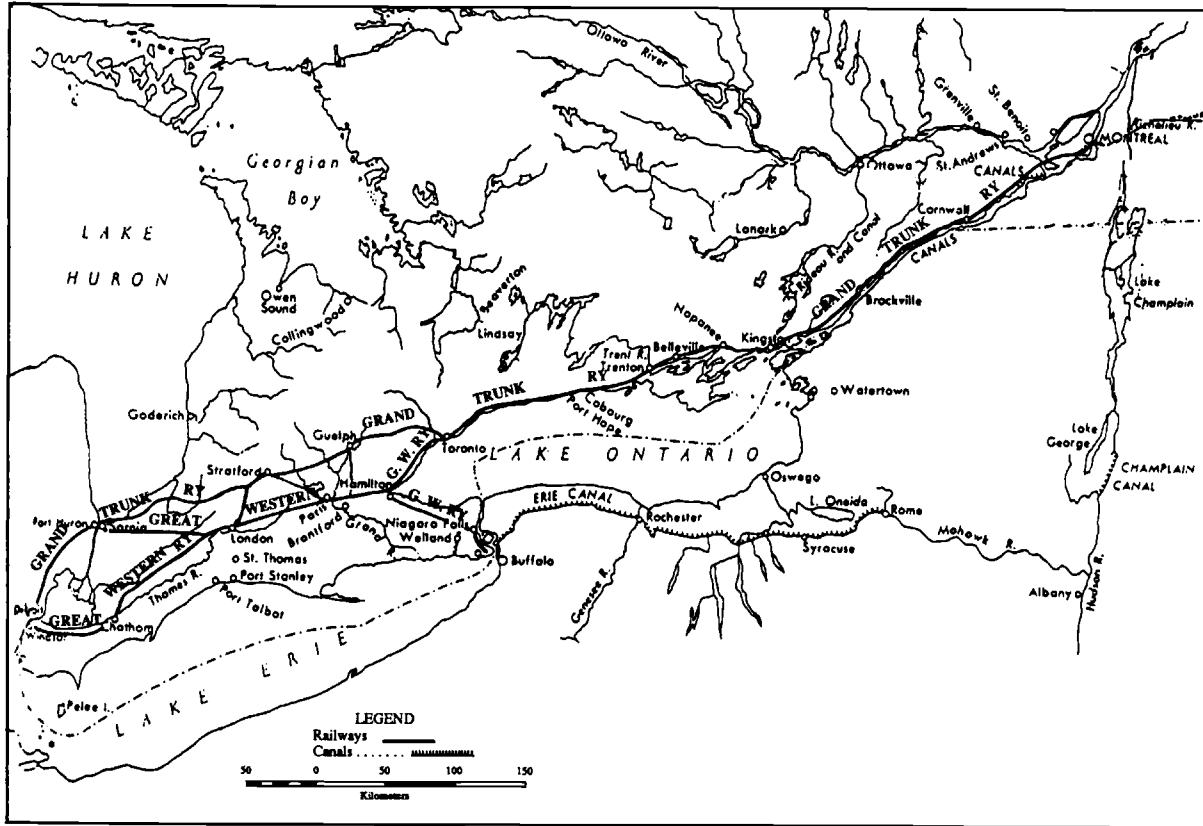 Ottawa River
Grenville
St. Benoito
Richelieu R.
MONTREAL
Ottawa
St. Andrews
CANALS
Georgian
Bay
LAKE
HURON
Lanark
Rideau R.
and Canal
Cornwall
GRAND
TRUNK
RY
CANALS
Brockville
Lake
Champlain
Owen
Sound
Collingwood
Beaverton
Lindsay
Napanee
Kingston
Belleville
Trent R.
Trenton
Watertown
GRAND
TRUNK
RY
Cobourg
Port Hope
Goderich
Guelph
Toronto
LAKE ONTARIO
Lake
George
CHAMPLAIN
CANAL
Stratford
Hamilton
G. W. RY
G. W. RY
Oswego
ERIE CANAL
L. Oneida
Rome
Port Huron
Sarnia
GRAND
TRUNK
RY
GREAT
WESTERN
Paris
Brantford
Grand
Niagara Falls
Welland
Rochester
Syracuse
Mohawk R.
London
St. Thomas
Port Stanley
Port Talbot
Thames R.
Buffalo
Genesee R.
Albany
Hudson R.
GREAT
WESTERN RY
Detroit
Windsor
Chatham
Pelee I.
LAKE ERIE
LEGEND
Railways
Canals
50 0 50 100 150
Kilometers